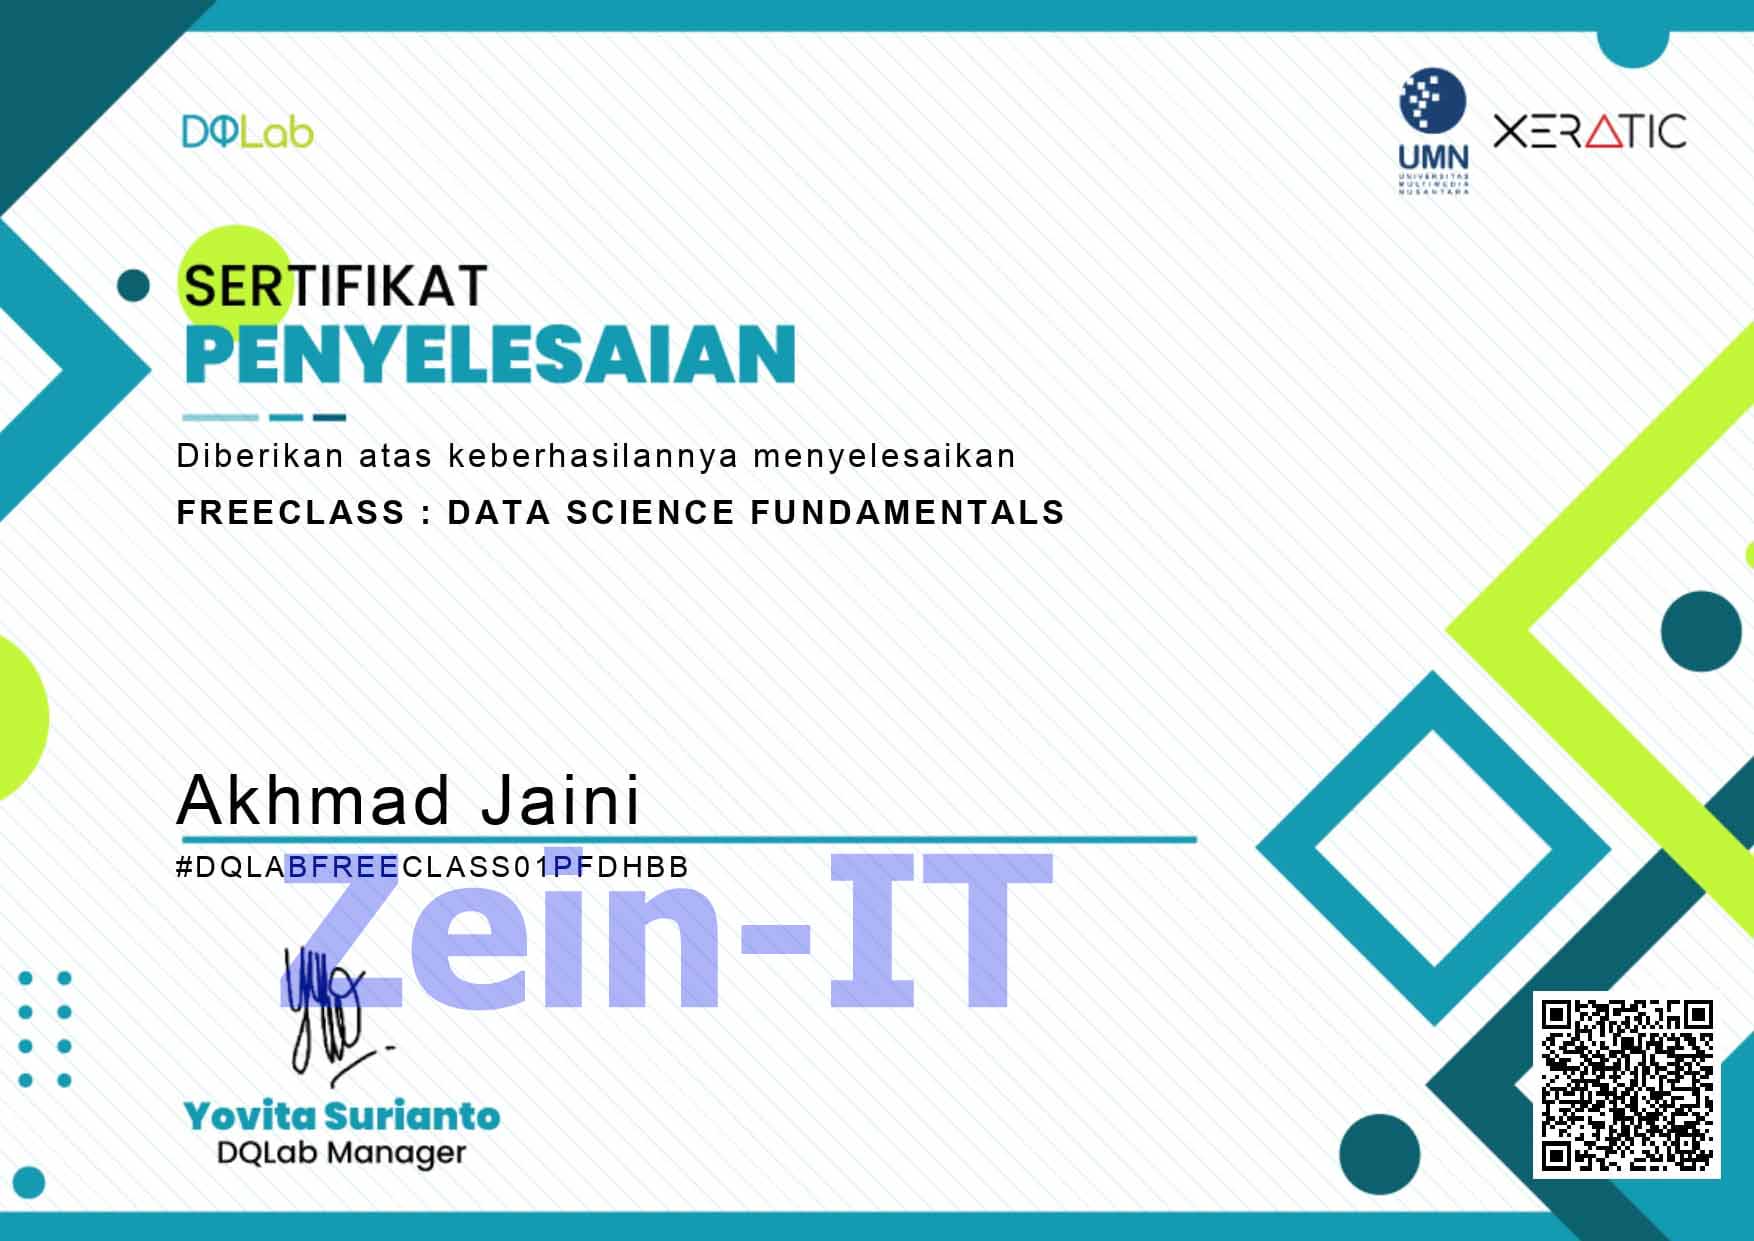 DQLab
UMN
UNIVERSITAS
MULTIMEDIA
NUSANTARA
XERATIC
SERTIFIKAT
PENYELESAIAN
Diberikan atas keberhasilannya menyelesaikan
FREECLASS : DATA SCIENCE FUNDAMENTALS
Akhmad Jaini
#DQLABFREECLASS01PFDHBB
Zein-IT
Yovita Surianto
DQLab Manager